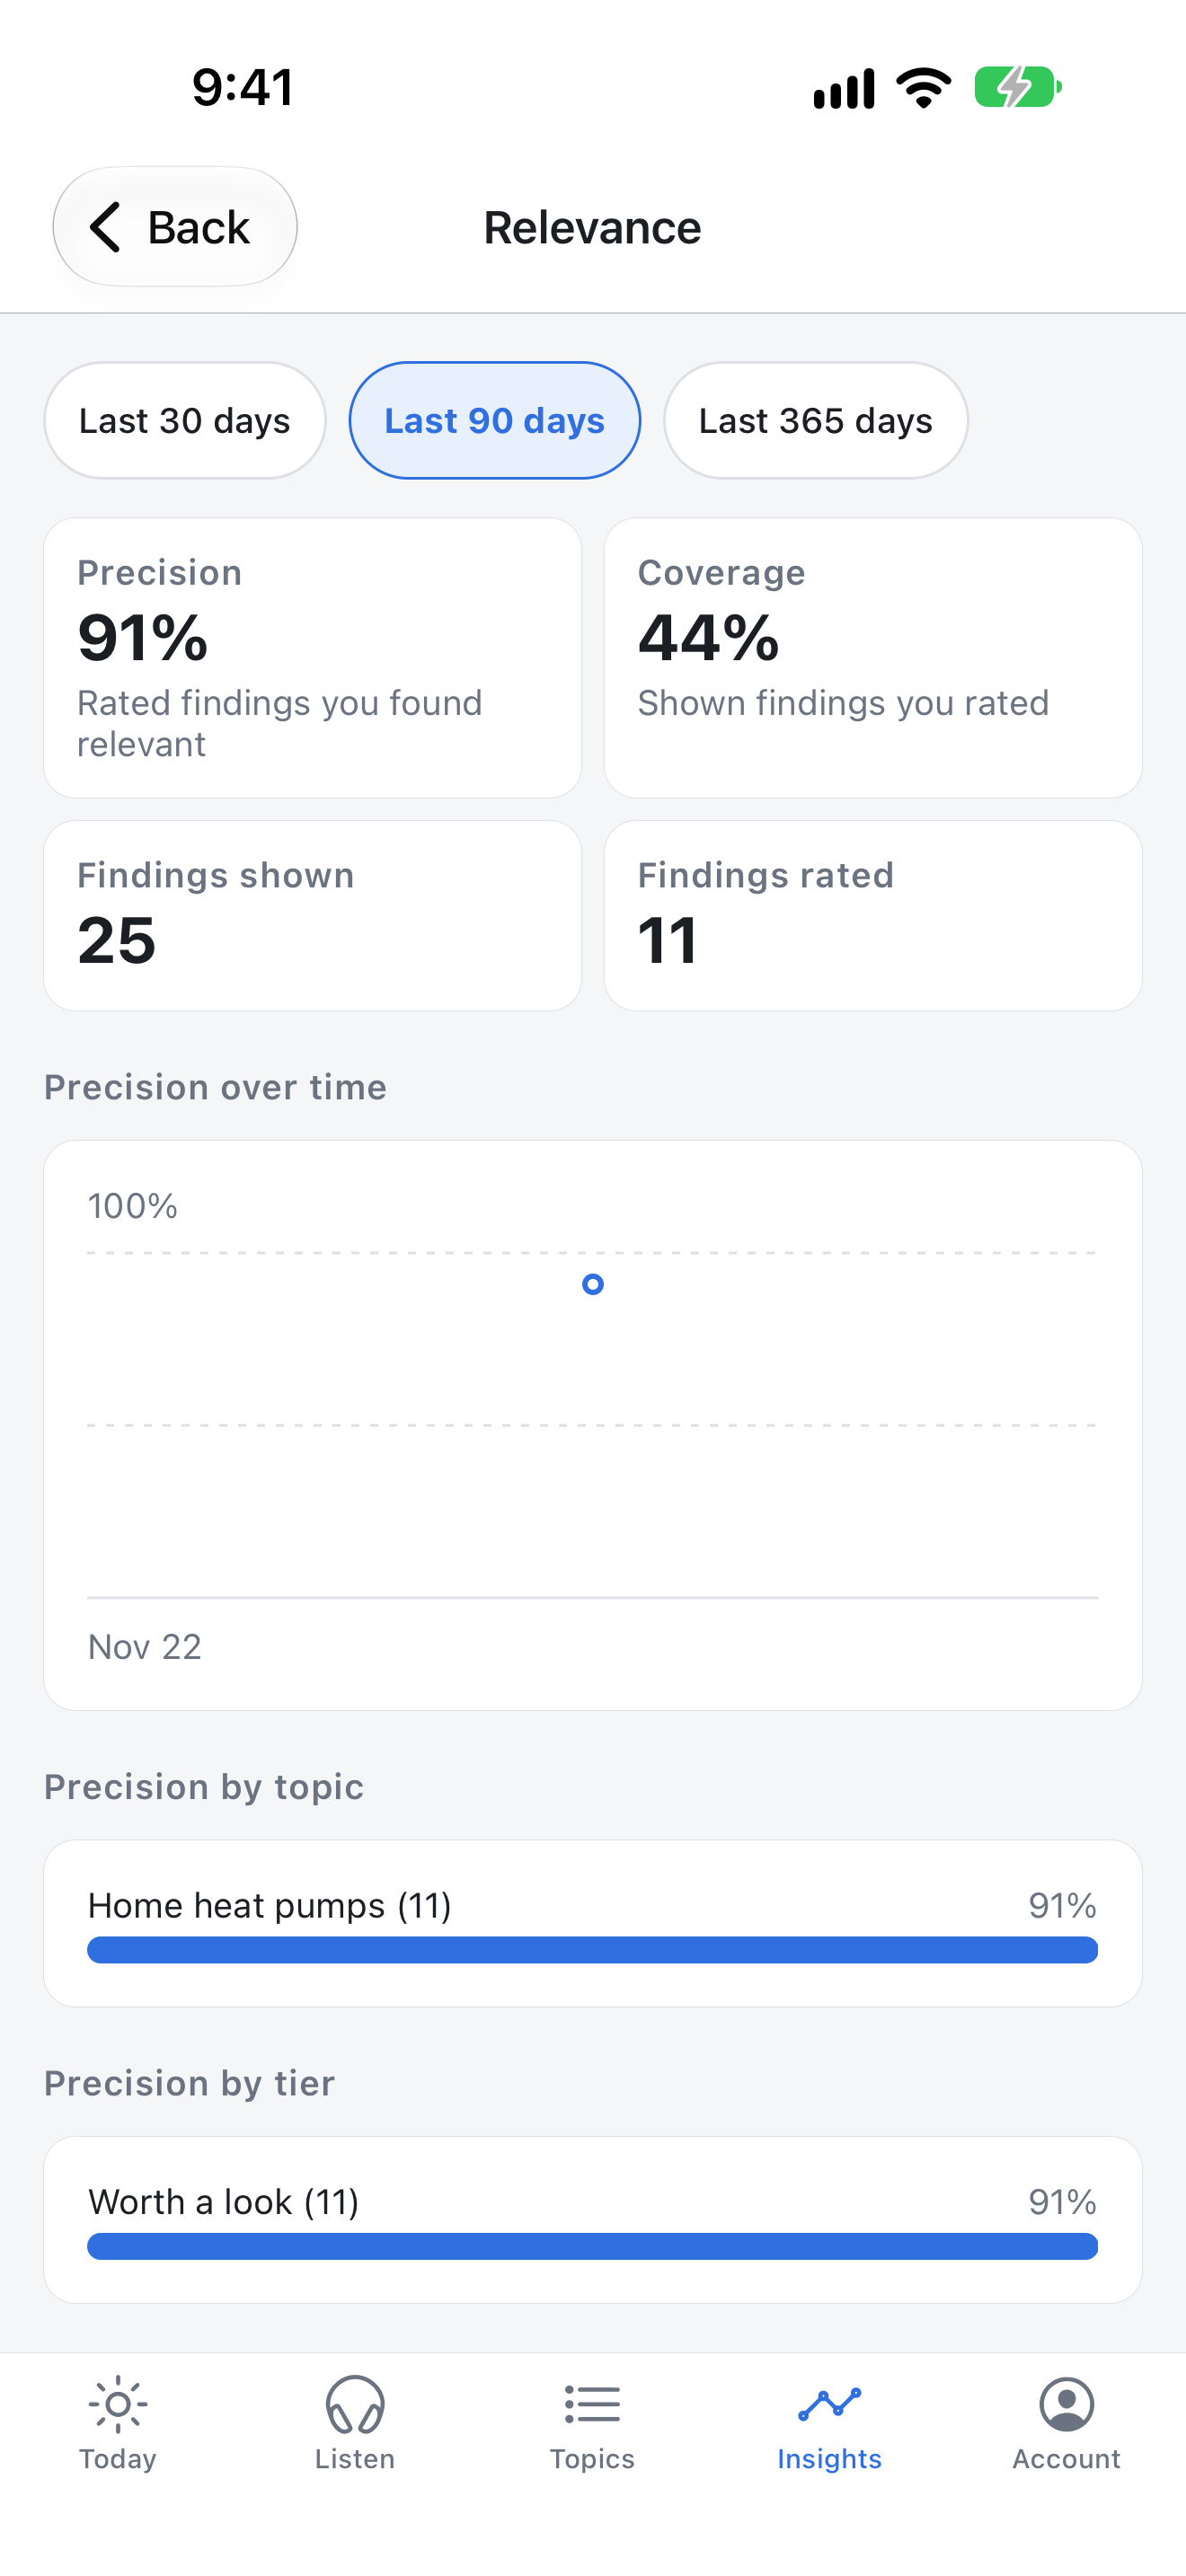 9:41
Back
Relevance
Last 30 days
Last 90 days
Last 365 days
Precision
91%
Rated findings you found
relevant
Coverage
44%
Shown findings you rated
Findings shown
25
Findings rated
11
Precision over time
100%
Nov 22
Precision by topic
Home heat pumps (11)
91%
Precision by tier
Worth a look (11)
91%
Today
Listen
Topics
Insights
Account